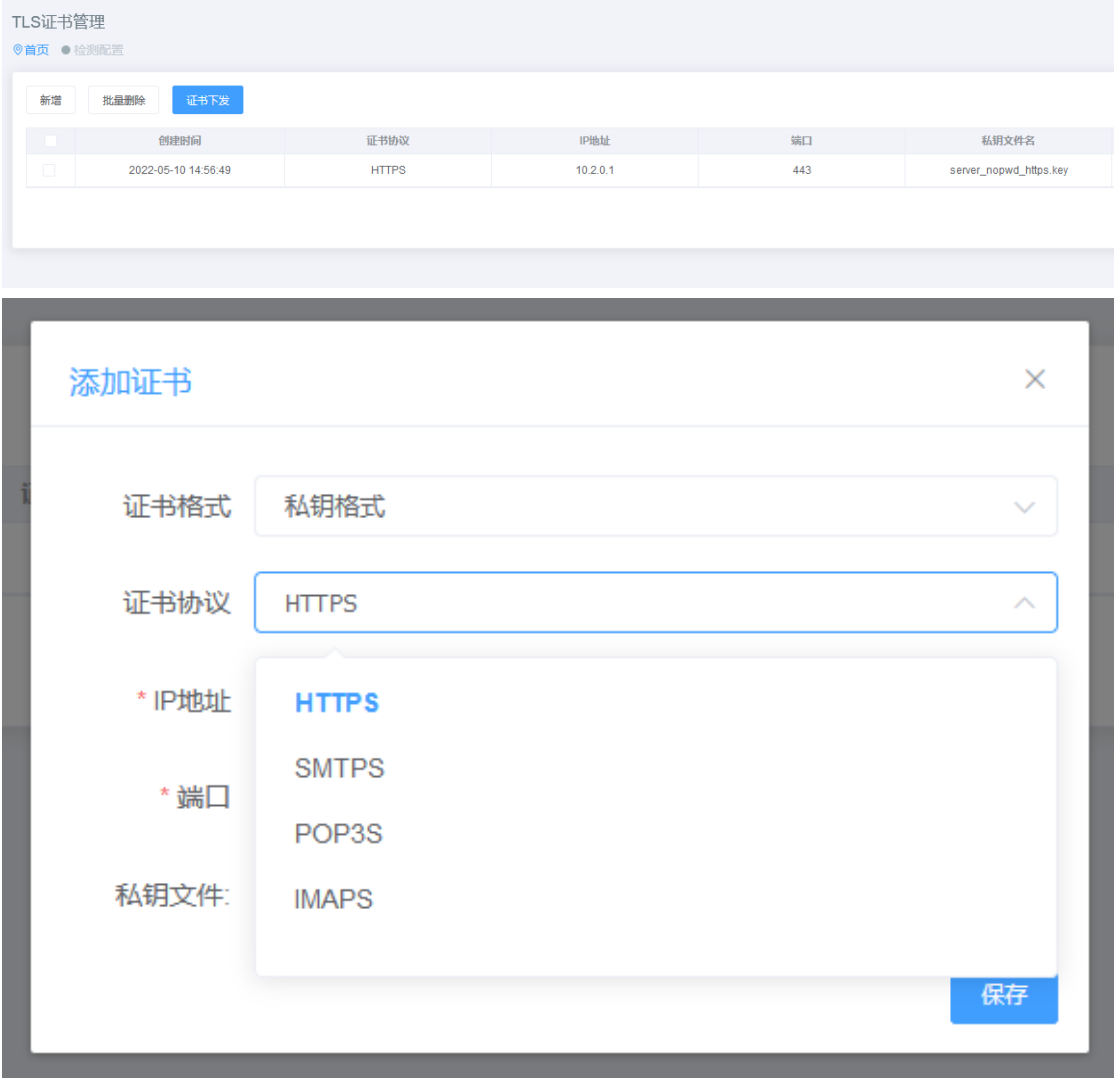 TLS证书管理
首页 检测配置
新增 批量删除 证书下发
创建时间 证书协议 IP地址 端口 私钥文件名
2022-05-10 14:56:49 HTTPS 10.2.0.1 443 server_nopwd_https.key
添加证书
证书格式 私钥格式
证书协议 HTTPS
* IP地址 HTTPS
SMTPS
* 端口
POP3S
私钥文件: IMAPS
保存